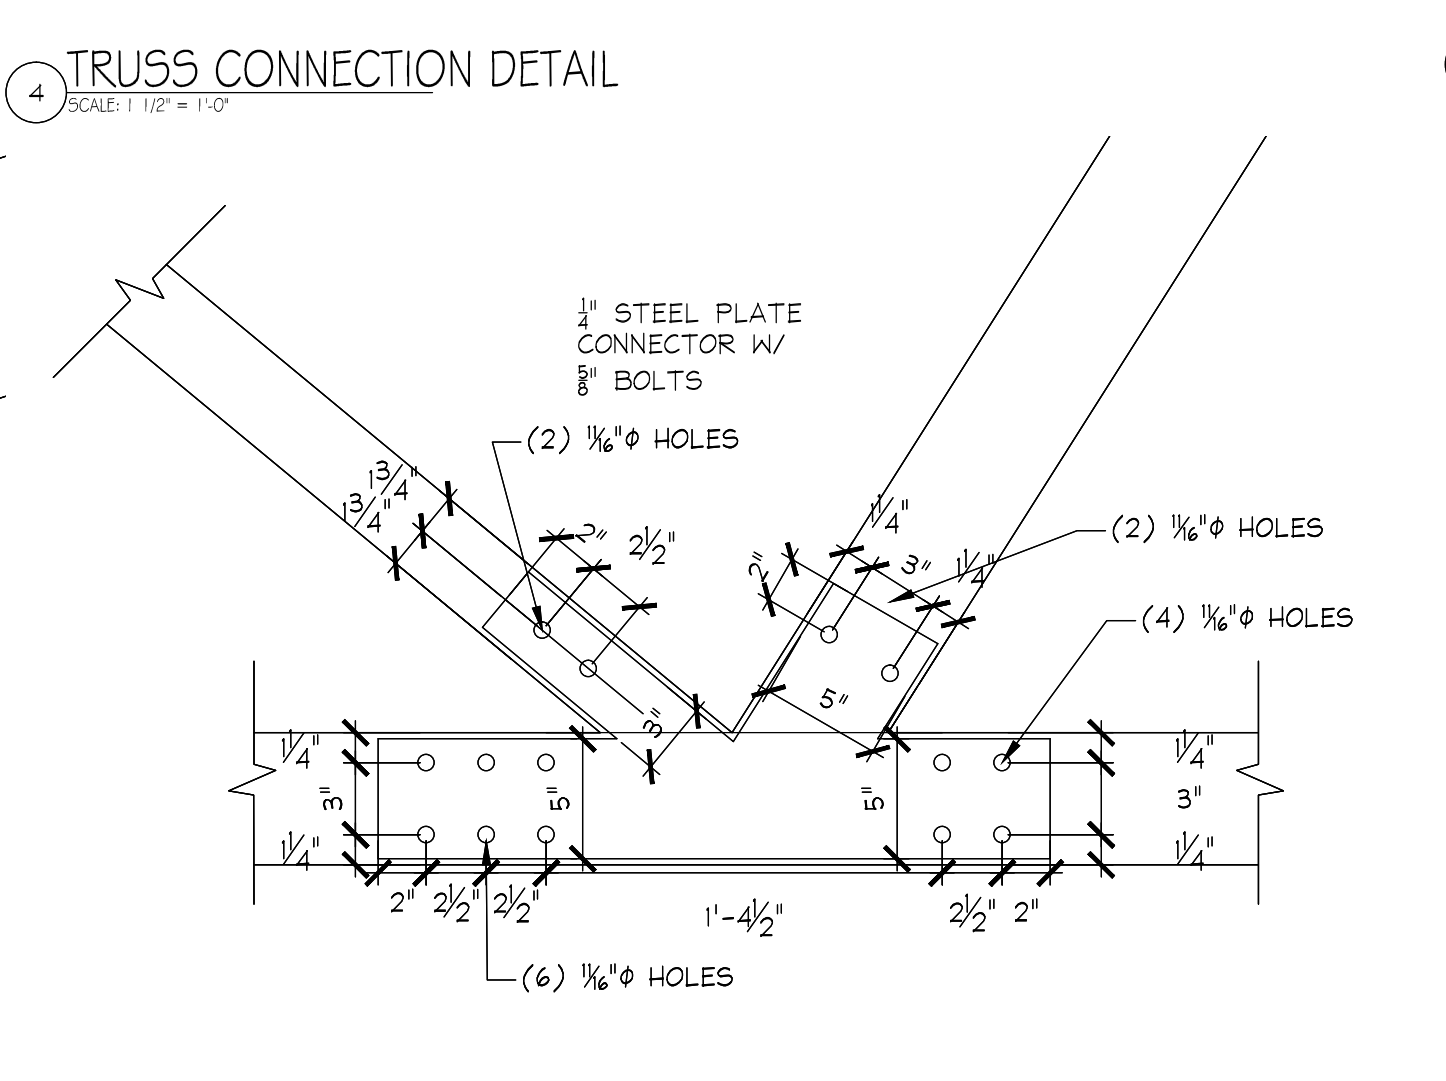 4
TRUSS CONNECTION DETAIL
SCALE: 1 1/2" = 1'-0"
1/4" STEEL PLATE
CONNECTOR W/
5/8" BOLTS
(2) 11/16"Φ HOLES
1 3/4"
1 3/4"
2"
2 1/2"
3"
1 1/4"
3"
1 1/4"
2"
5"
(2) 11/16"Φ HOLES
(4) 11/16"Φ HOLES
1 1/4"
3"
1 1/4"
5"
5"
1 1/4"
3"
1 1/4"
2" 2 1/2" 2 1/2" 1'-4 1/2" 2 1/2" 2"
(6) 11/16"Φ HOLES